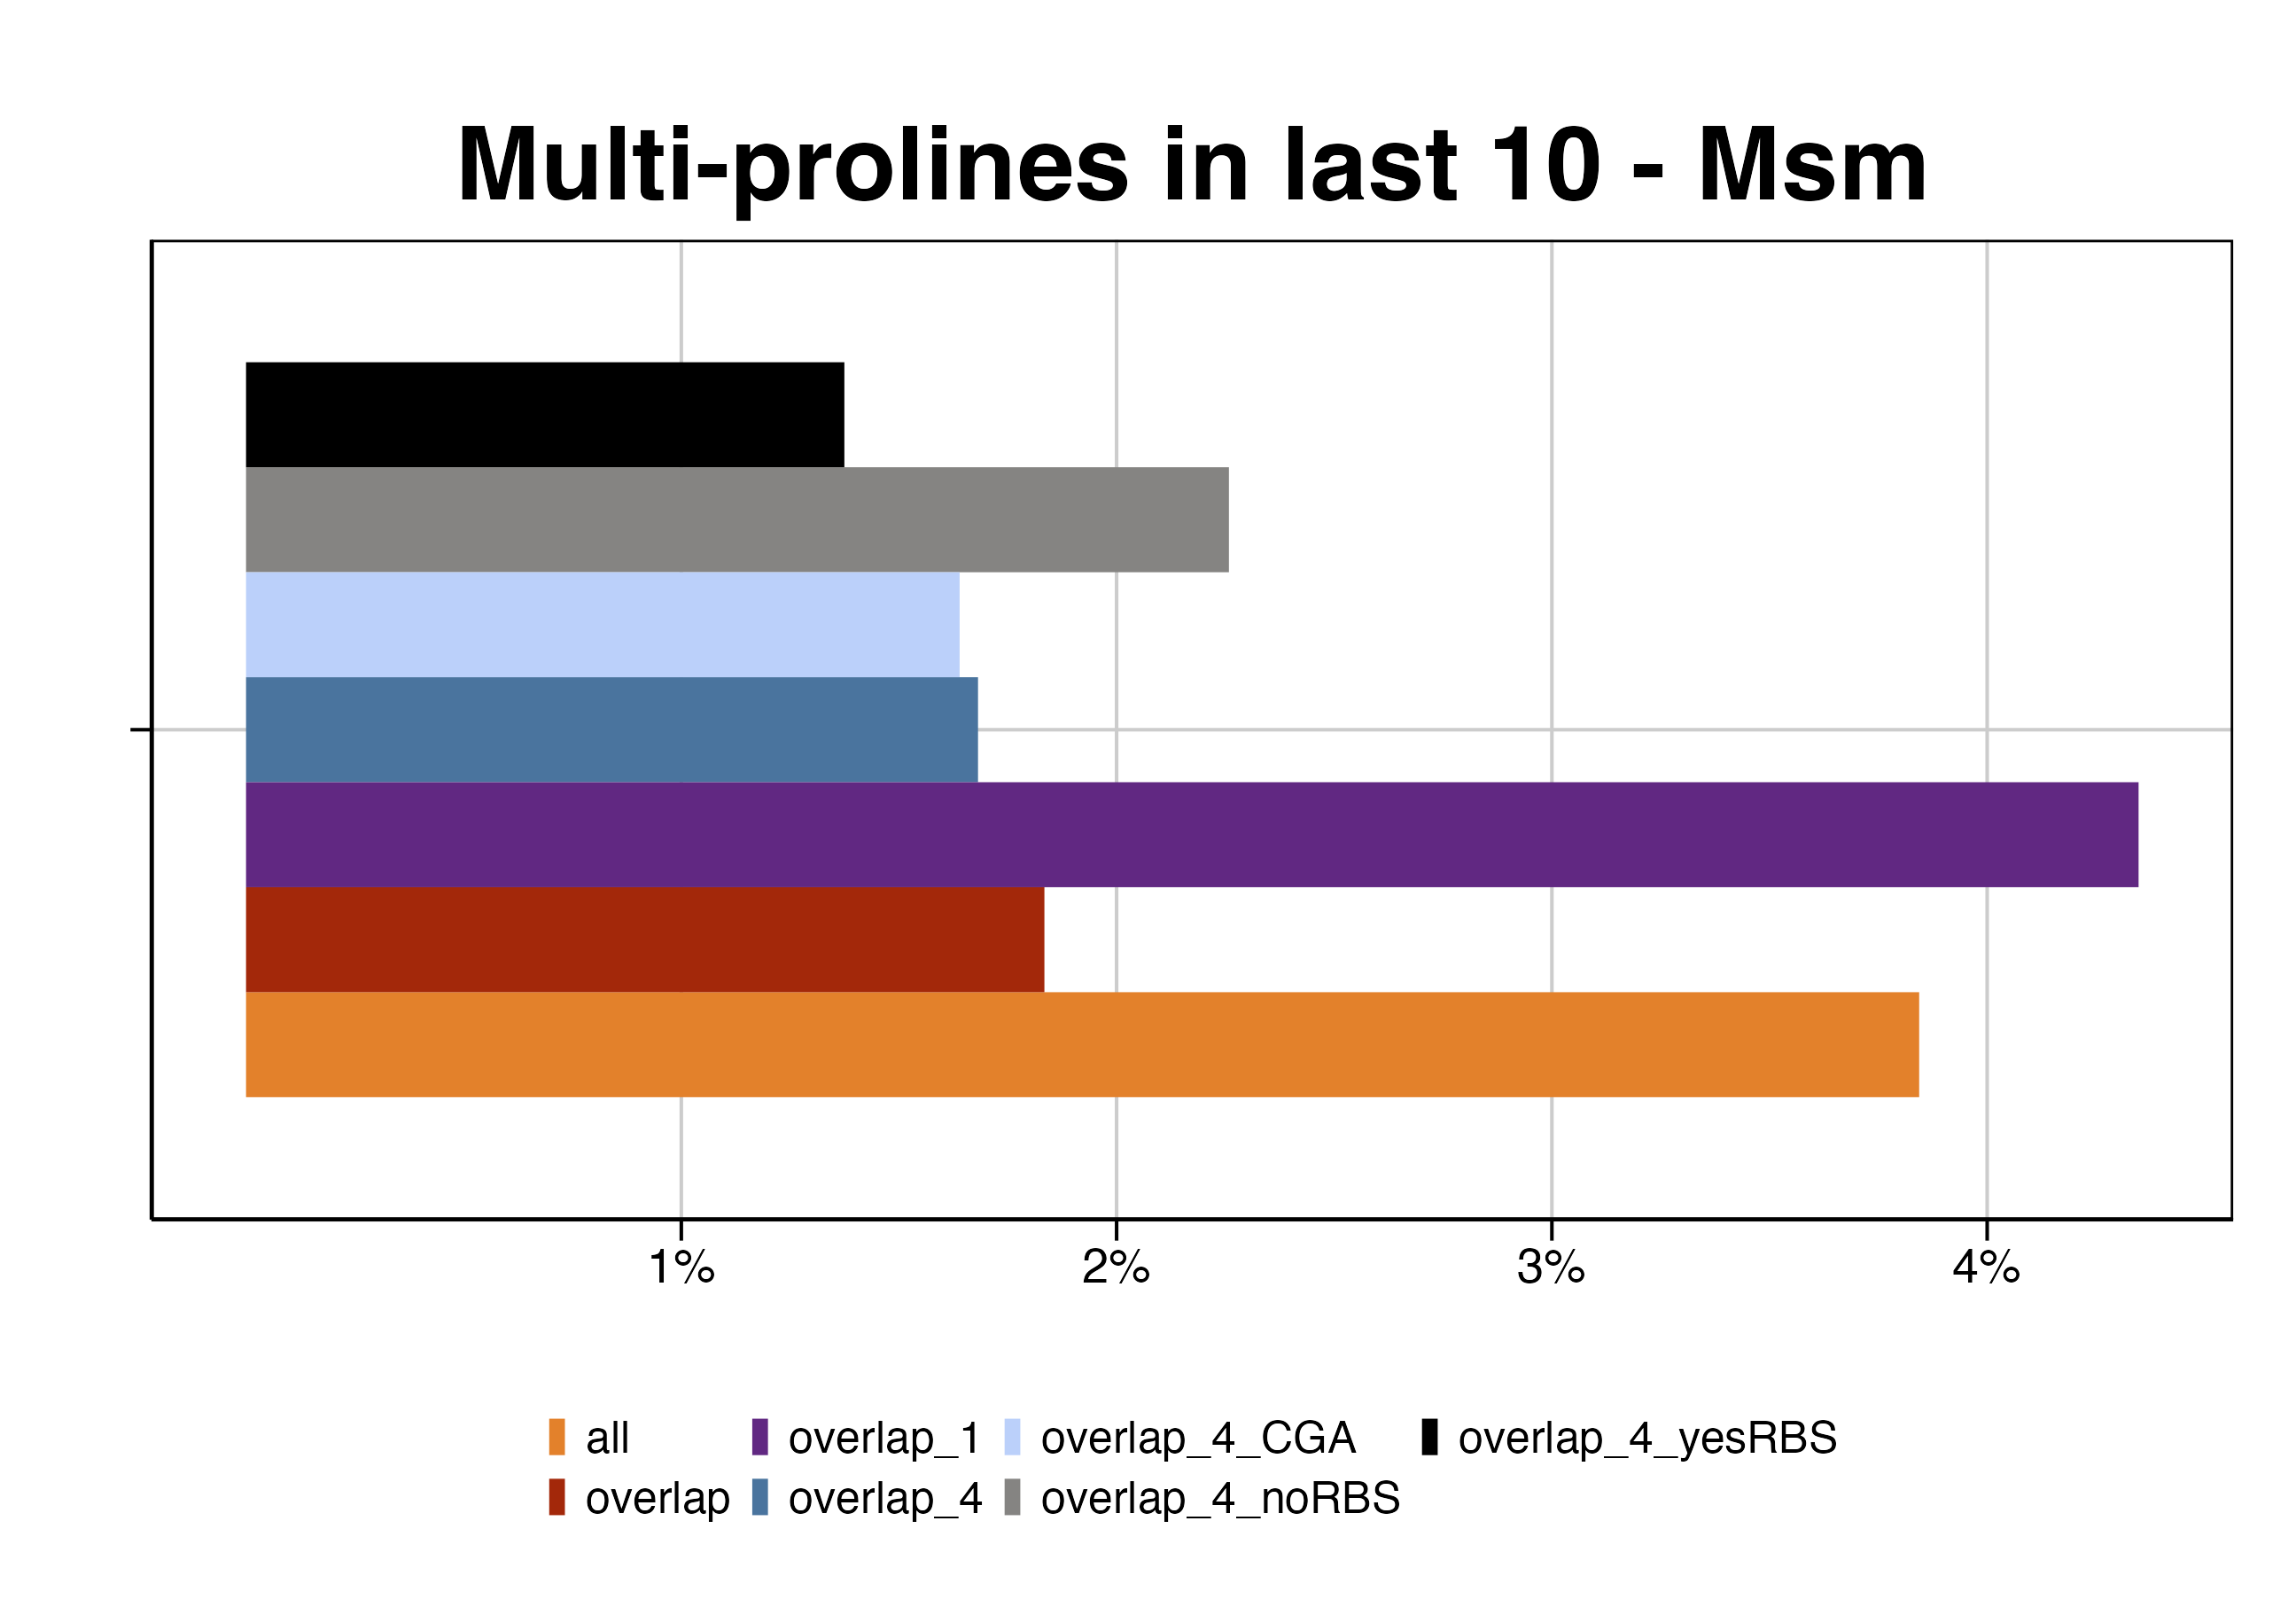 Multi-prolines in last 10 - Msm
1% 2% 3% 4%
all overlap_1 overlap_4_CGA overlap_4_yesRBS
overlap overlap_4 overlap_4_noRBS